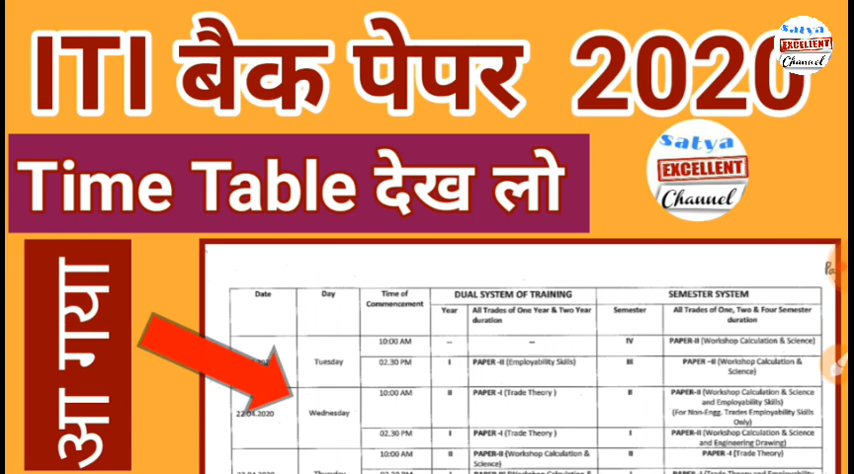 ITI बैक पेपर 2020
satya
EXCELLENT
Channel
Time Table देख लो
satya
EXCELLENT
Channel
आ गया
Date Day Time of Commencement DUAL SYSTEM OF TRAINING SEMESTER SYSTEM
Year All Trades of One Year & Two Year duration Semester All Trades of One, Two & Four Semester duration
10:00 AM -- -- IV PAPER-II (Workshop Calculation & Science)
Tuesday 02.30 PM I PAPER -II (Employability Skills) III PAPER -II (Workshop Calculation & Science)
22.04.2020 Wednesday 10:00 AM II PAPER -I (Trade Theory ) II PAPER-II (Workshop Calculation & Science and Employability Skills)
(For Non-Engg. Trades Employability Skills Only)
02.30 PM I PAPER -I (Trade Theory ) I PAPER-II (Workshop Calculation & Science and Engineering Drawing)
10:00 AM II PAPER-II (Workshop Calculation & Science) II PAPER -I (Trade Theory)